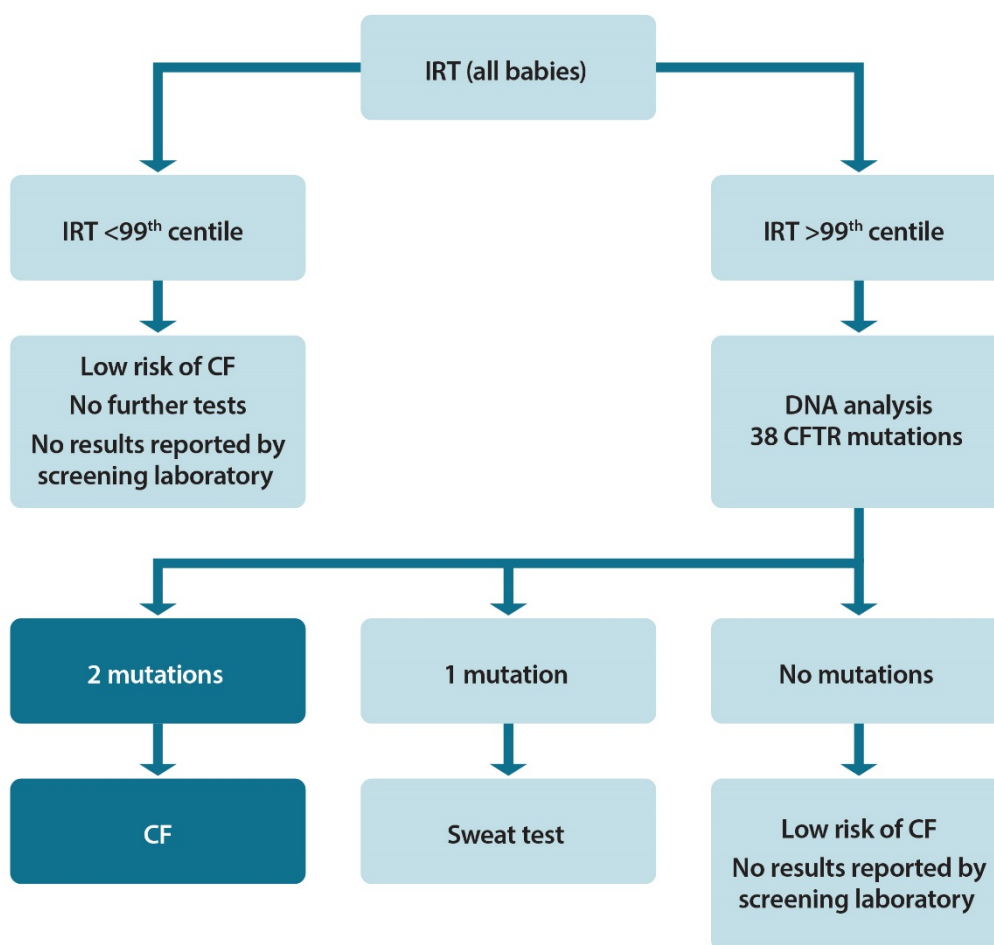 IRT (all babies)
IRT <99th centile
IRT >99th centile
Low risk of CF
No further tests
No results reported by
screening laboratory
DNA analysis
38 CFTR mutations
2 mutations
1 mutation
No mutations
CF
Sweat test
Low risk of CF
No results reported by
screening laboratory